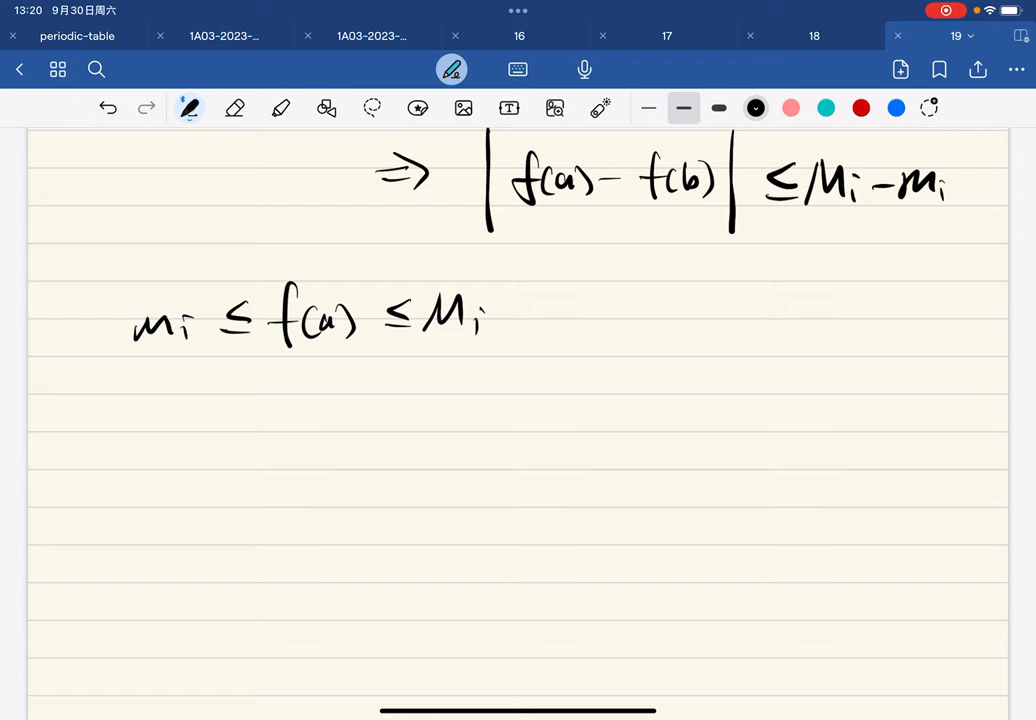 13:20 9月30日周六
periodic-table 1A03-2023-... 1A03-2023-... 16 17 18 19
T
⇒ |f(a) - f(b)| ≤ Mi - mi
mi ≤ f(a) ≤ Mi